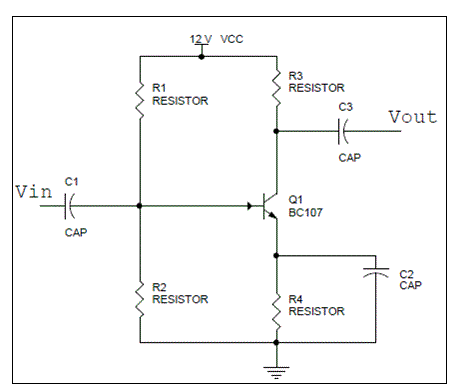 12 V VCC
R1
RESISTOR
R3
RESISTOR
C3
CAP
Vout
Vin
C1
CAP
Q1
BC107
R2
RESISTOR
R4
RESISTOR
C2
CAP